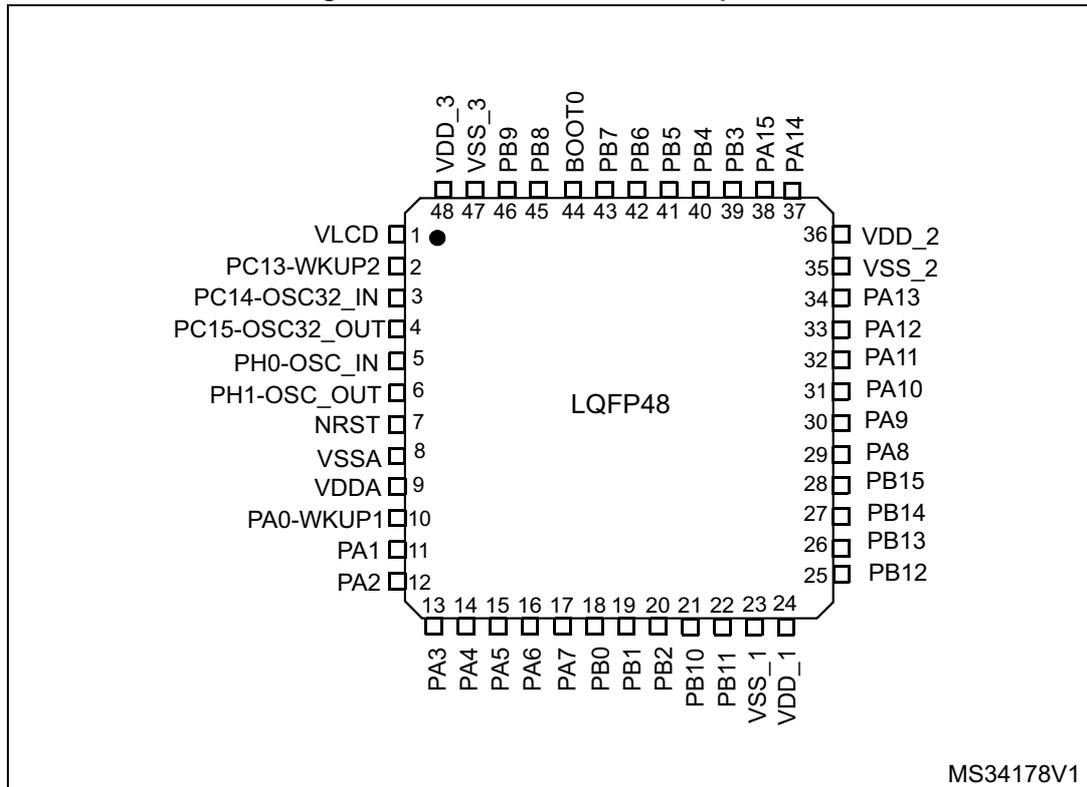 VDD_3
VSS_3
PB9
PB8
BOOT0
PB7
PB6
PB5
PB4
PB3
PA15
PA14
48 47 46 45 44 43 42 41 40 39 38 37
VLCD 1
PC13-WKUP2 2
PC14-OSC32_IN 3
PC15-OSC32_OUT 4
PH0-OSC_IN 5
PH1-OSC_OUT 6
NRST 7
VSSA 8
VDDA 9
PA0-WKUP1 10
PA1 11
PA2 12
LQFP48
36 VDD_2
35 VSS_2
34 PA13
33 PA12
32 PA11
31 PA10
30 PA9
29 PA8
28 PB15
27 PB14
26 PB13
25 PB12
13 14 15 16 17 18 19 20 21 22 23 24
PA3
PA4
PA5
PA6
PA7
PB0
PB1
PB2
PB10
PB11
VSS_1
VDD_1
MS34178V1